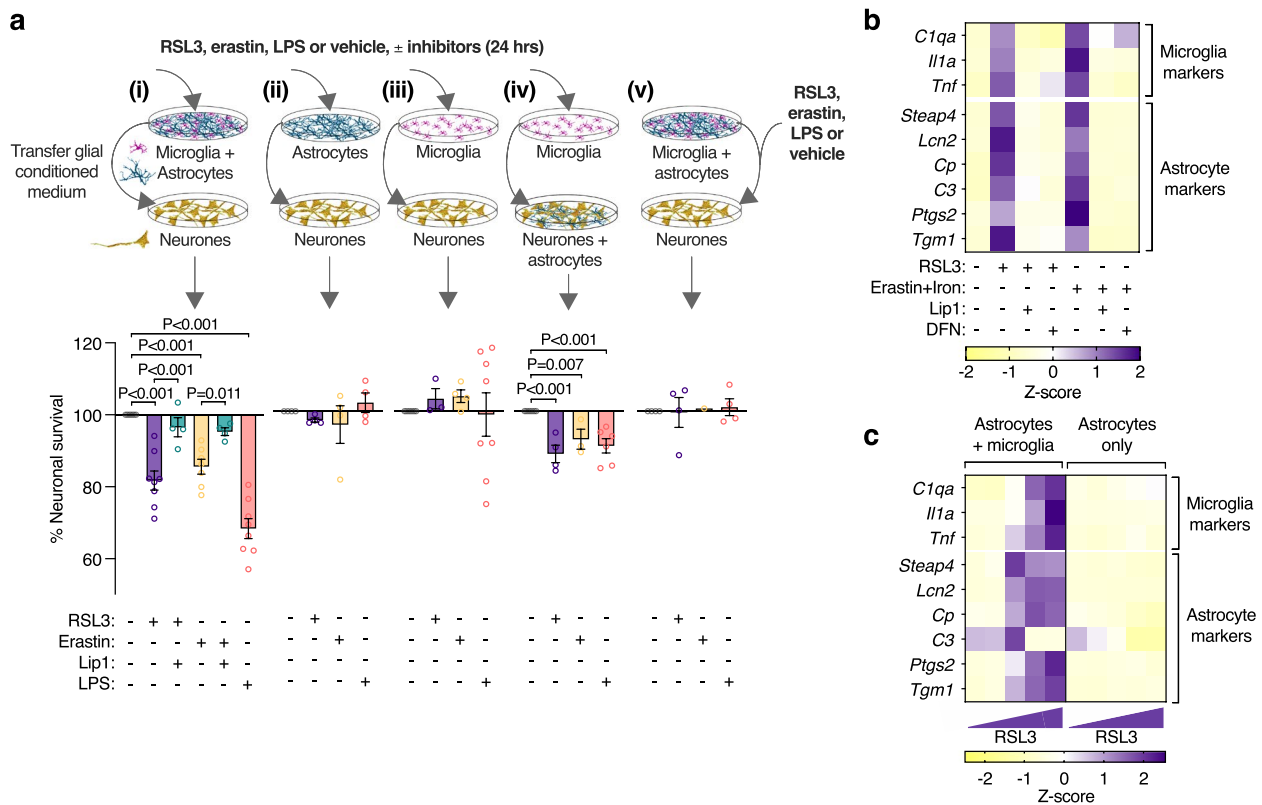 a
RSL3, erastin, LPS or vehicle, ± inhibitors (24 hrs)
(i) (ii) (iii) (iv) (v)
RSL3,
erastin,
LPS or
vehicle
Transfer glial
conditioned
medium
Microglia +
Astrocytes
Astrocytes
Microglia
Microglia
Microglia +
astrocytes
Neurones
Neurones
Neurones
Neurones +
astrocytes
Neurones
% Neuronal survival
120
100
80
60
P<0.001
P<0.001
P<0.001
P<0.001 P=0.011
P<0.001
P=0.007
P<0.001
RSL3: - + + - - - - + - - - + - - - + - - - + - -
Erastin: - - - + + - - - + - - - + - - - + - - - + -
Lip1: - - + - + - - - - - - - - - - - - - - - - -
LPS: - - - - - + - - - + - - - + - - - + - - - +
b
C1qa
Il1a
Tnf
Microglia
markers
Steap4
Lcn2
Cp
C3
Ptgs2
Tgm1
Astrocyte
markers
RSL3: - + + + - - -
Erastin+Iron: - - - - + + +
Lip1: - - + - - + -
DFN: - - - + - - +
-2 -1 0 1 2
Z-score
c
Astrocytes
+ microglia
Astrocytes
only
C1qa
Il1a
Tnf
Microglia
markers
Steap4
Lcn2
Cp
C3
Ptgs2
Tgm1
Astrocyte
markers
RSL3 RSL3
-2 -1 0 1 2
Z-score